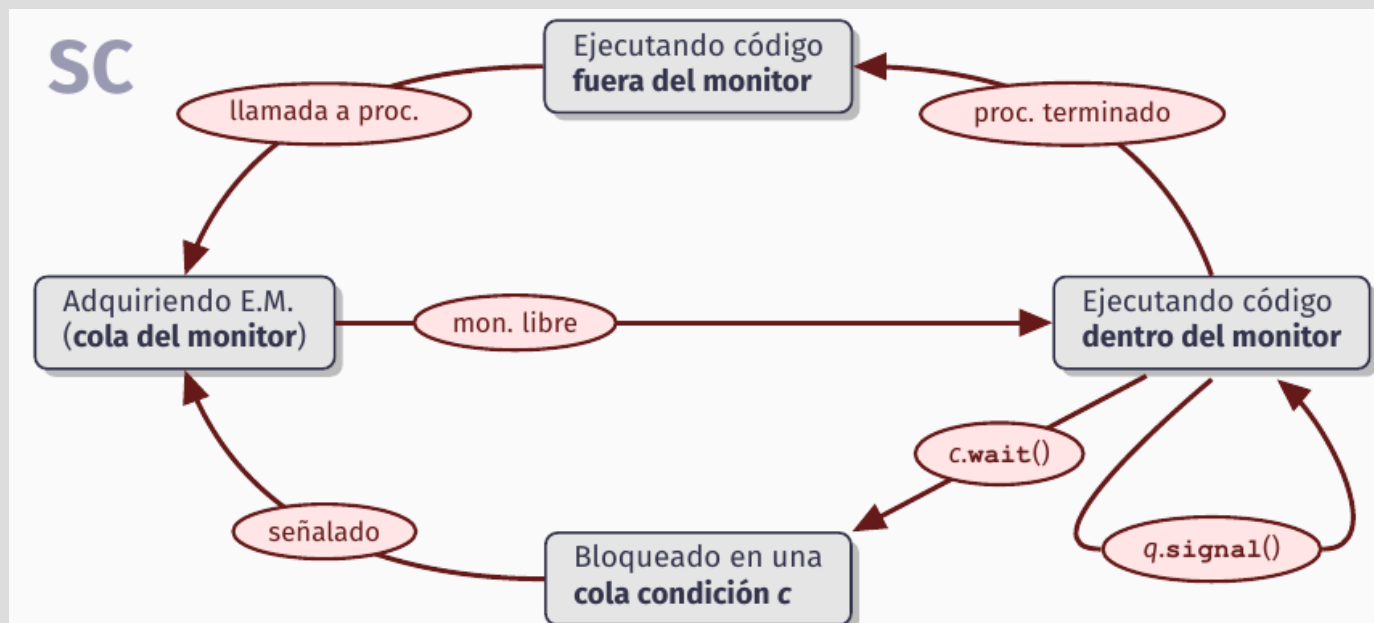 SC
Ejecutando código
fuera del monitor
llamada a proc.
proc. terminado
Adquiriendo E.M.
(cola del monitor)
mon. libre
Ejecutando código
dentro del monitor
c.wait()
señalado
Bloqueado en una
cola condición c
q.signal()